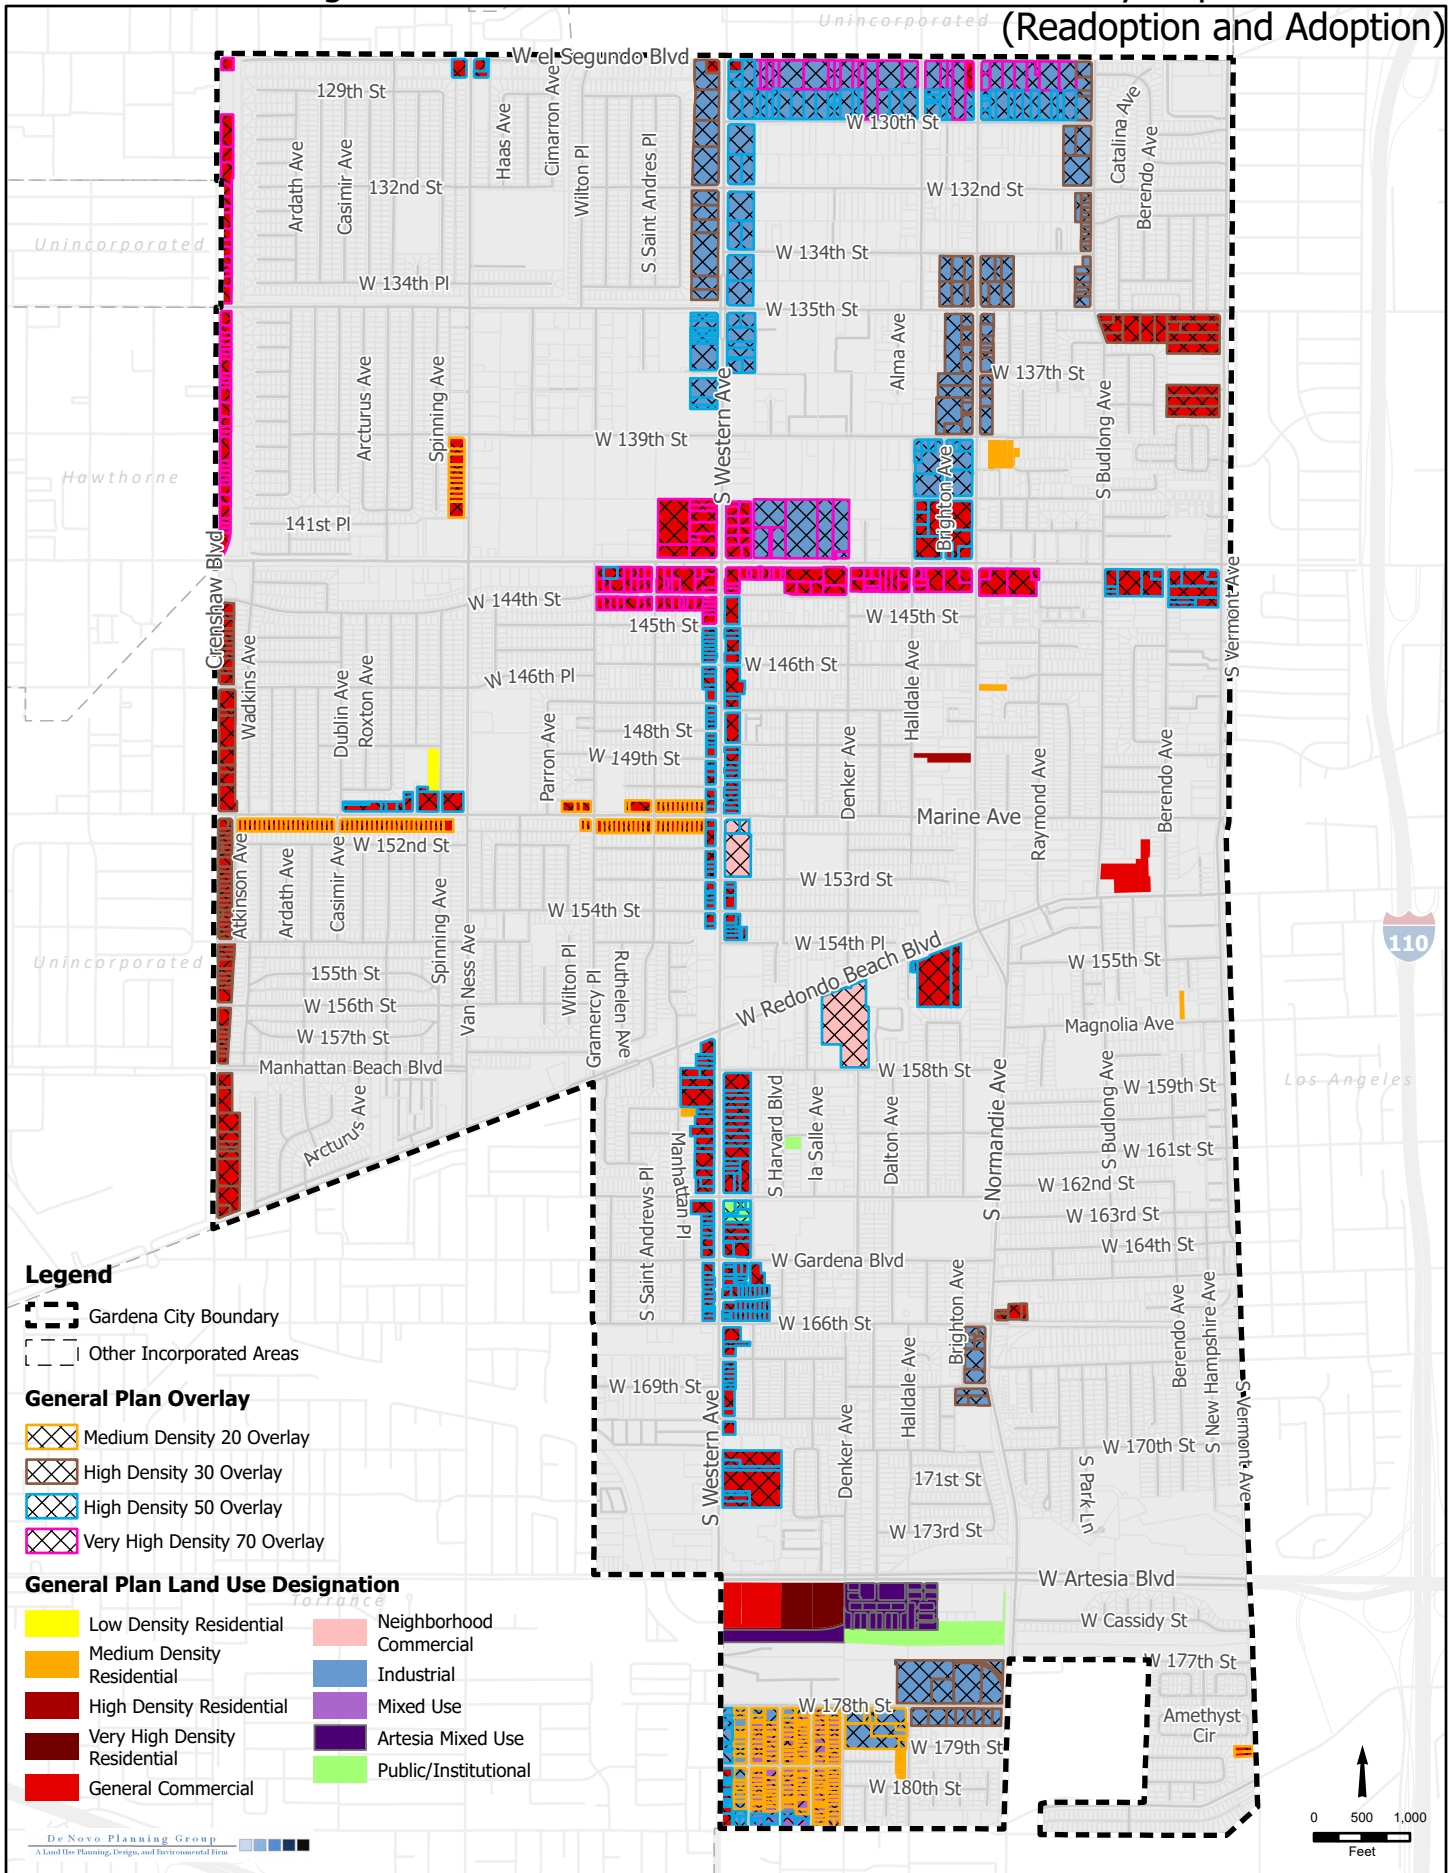 (Readoption and Adoption)
Unincorporated
W el Segundo Blvd
129th St
W 130th St
Ardath Ave
Casimir Ave
Haas Ave
Cimarron Ave
Wilton Pl
S Saint Andres Pl
Catalina Ave
Berendo Ave
132nd St
W 132nd St
Unincorporated
W 134th St
W 134th Pl
W 135th St
Arcturus Ave
Spinning Ave
S Western Ave
Alma Ave
W 137th St
S Budlong Ave
W 139th St
Hawthorne
Brighton Ave
141st Pl
Crenshaw Blvd
S Vermont Ave
W 144th St
145th St
W 145th St
Wadkins Ave
Dublin Ave
Roxton Ave
W 146th Pl
W 146th St
Halldale Ave
148th St
W 149th St
Parron Ave
Denker Ave
Raymond Ave
Berendo Ave
Marine Ave
W 152nd St
Atkinson Ave
Ardath Ave
Casimir Ave
Spinning Ave
W 153rd St
W 154th St
W 154th Pl
W Redondo Beach Blvd
Unincorporated
110
155th St
W 155th St
Van Ness Ave
Wilton Pl
Gramercy Pl
Ruthelen Ave
W 156th St
W 157th St
Magnolia Ave
Manhattan Beach Blvd
W 158th St
Los Angeles
W 159th St
Arcturus Ave
Manhattan Pl
S Harvard Blvd
la Salle Ave
Dalton Ave
S Normandie Ave
S Budlong Ave
W 161st St
S Saint Andrews Pl
W 162nd St
W 163rd St
W 164th St
W Gardena Blvd
Legend
Gardena City Boundary
Other Incorporated Areas
W 166th St
Halldale Ave
Brighton Ave
Berendo Ave
S New Hampshire Ave
S Vermont Ave
General Plan Overlay
W 169th St
S Western Ave
Denker Ave
Medium Density 20 Overlay
High Density 30 Overlay
High Density 50 Overlay
Very High Density 70 Overlay
W 170th St
171st St
S Park Ln
W 173rd St
General Plan Land Use Designation
Torrance
W Artesia Blvd
W Cassidy St
Low Density Residential
Medium Density
Residential
High Density Residential
Very High Density
Residential
General Commercial
Neighborhood
Commercial
Industrial
Mixed Use
Artesia Mixed Use
Public/Institutional
W 177th St
W 178th St
Amethyst
Cir
W 179th St
W 180th St
De Novo Planning Group
A Land Use Planning, Design, and Environmental Firm
0 500 1,000
Feet